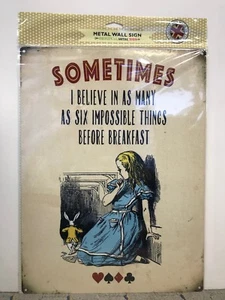 METAL WALL SIGN
SOMETIMES
I BELIEVE IN AS MANY
AS SIX IMPOSSIBLE THINGS
BEFORE BREAKFAST